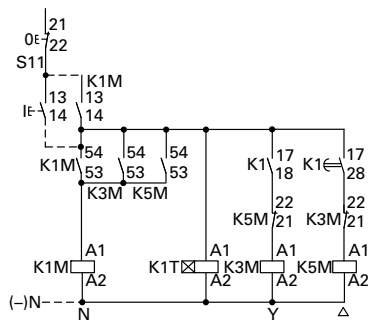 21
0E 22
S11
K1M
13 13
IE 14 14
54 54 54 K1 17 K1 17
K1M 53 53 53 18 28
K3M K5M
22 22
K5M 21 K3M 21
A1 A1 A1 A1
K1M K1T K3M K5M
A2 A2 A2 A2
(-)N
N Y △